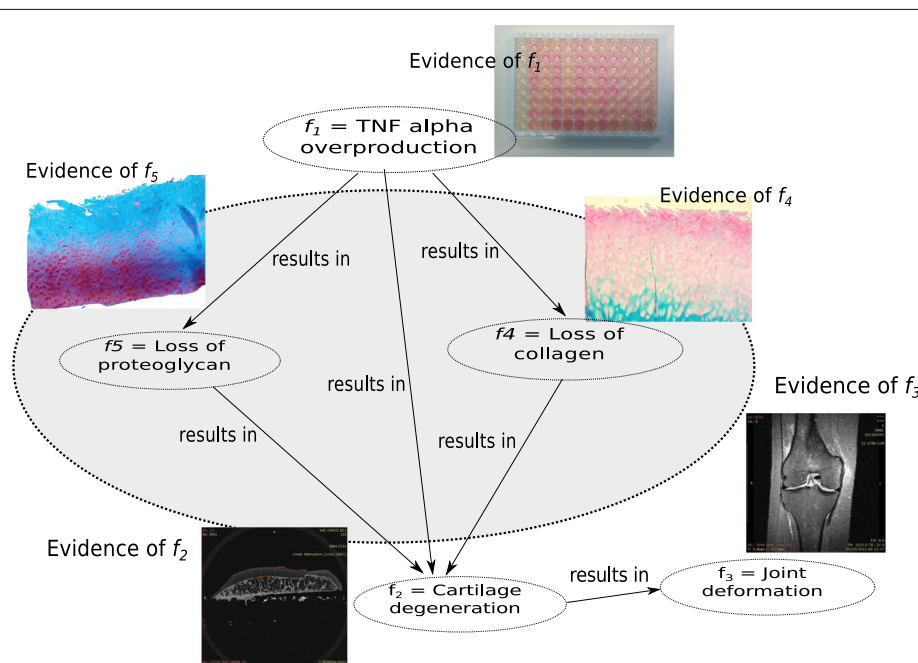 Evidence of f1
f1 = TNF alpha
overproduction
Evidence of f5
Evidence of f4
results in
results in
f5 = Loss of
proteoglycan
f4 = Loss of
collagen
results in
Evidence of f3
results in
results in
Evidence of f2
f2 = Cartilage
degeneration
results in
f3 = Joint
deformation